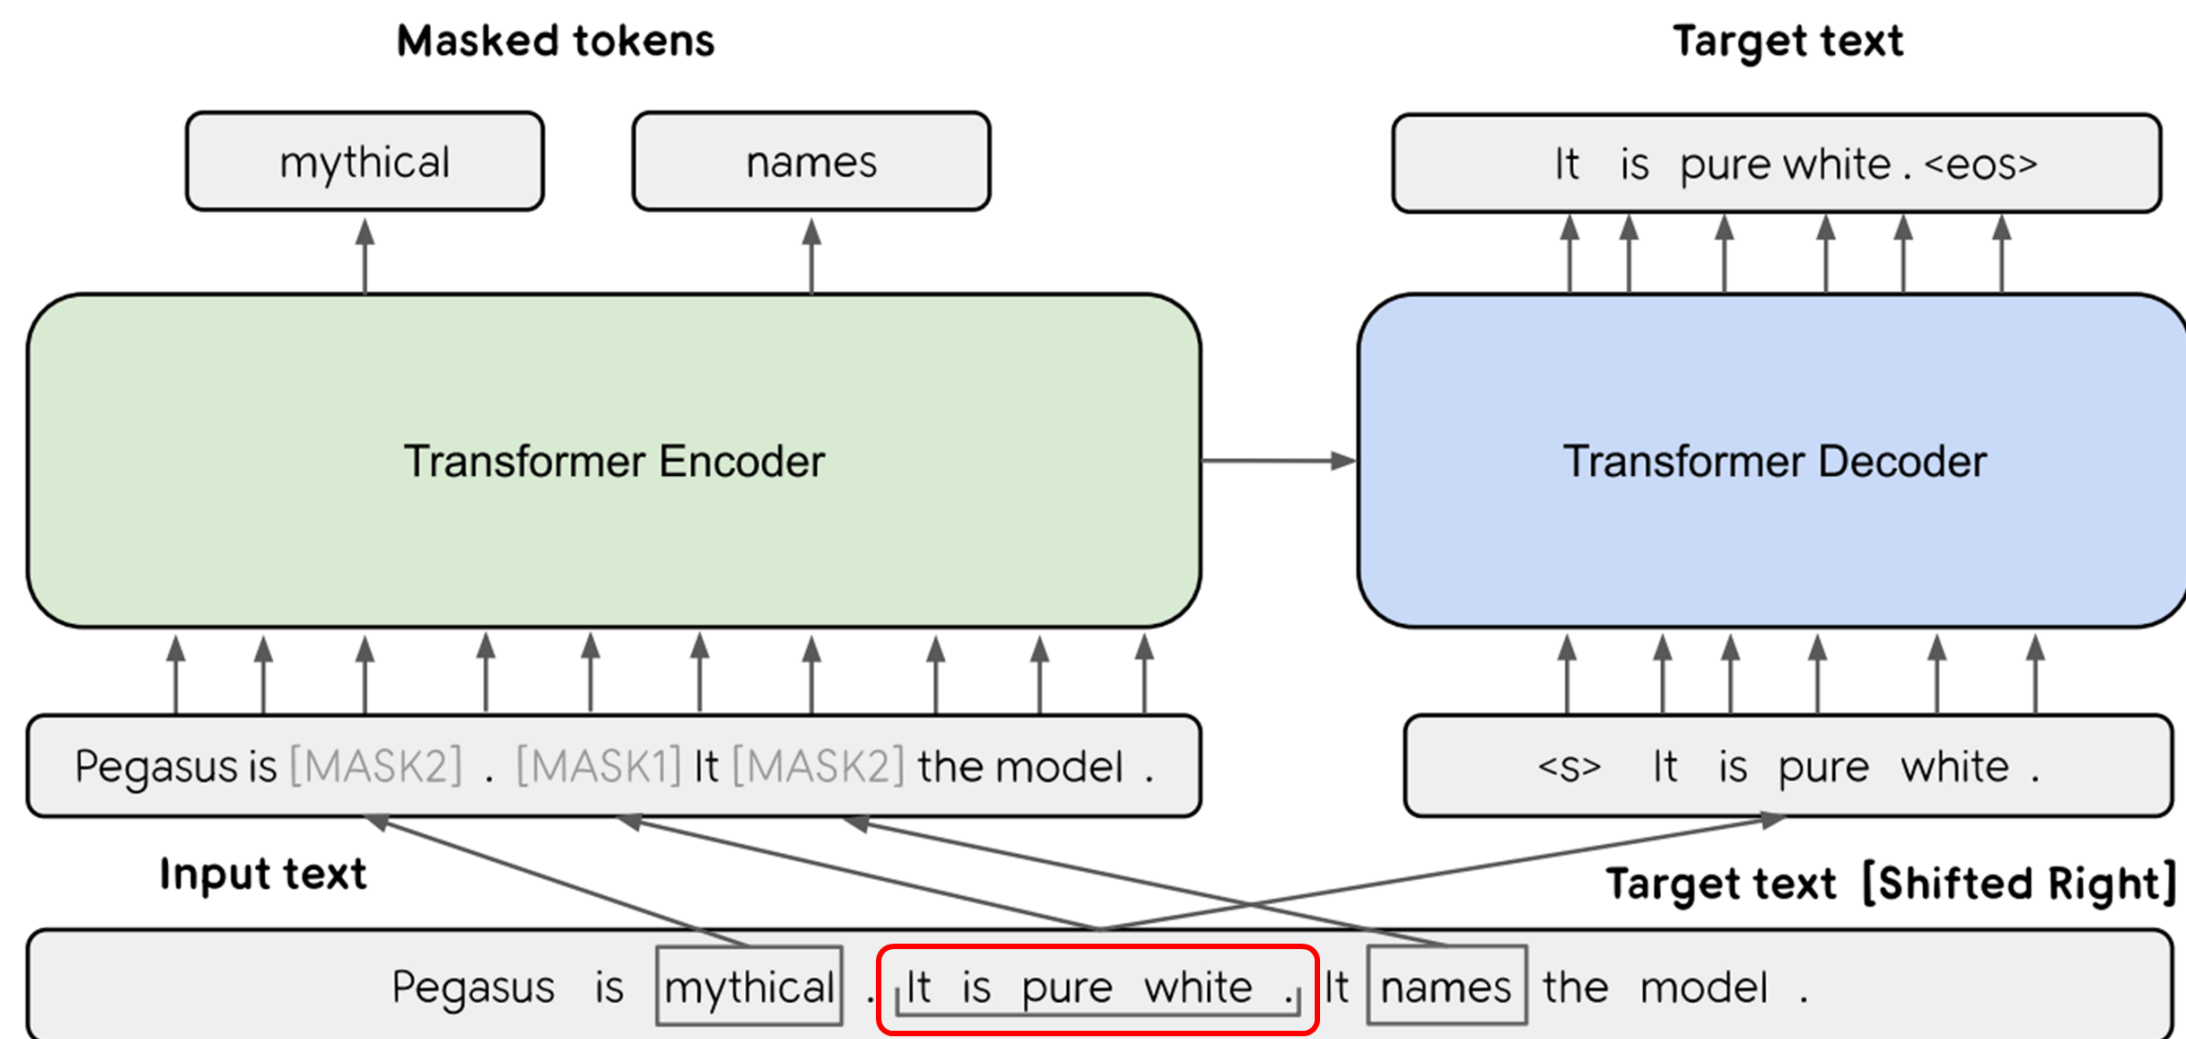 Masked tokens
Target text
mythical
names
It is pure white . <eos>
Transformer Encoder
Transformer Decoder
Pegasus is [MASK2] . [MASK1] It [MASK2] the model .
<s> It is pure white .
Input text
Target text [Shifted Right]
Pegasus is mythical . It is pure white . It names the model .